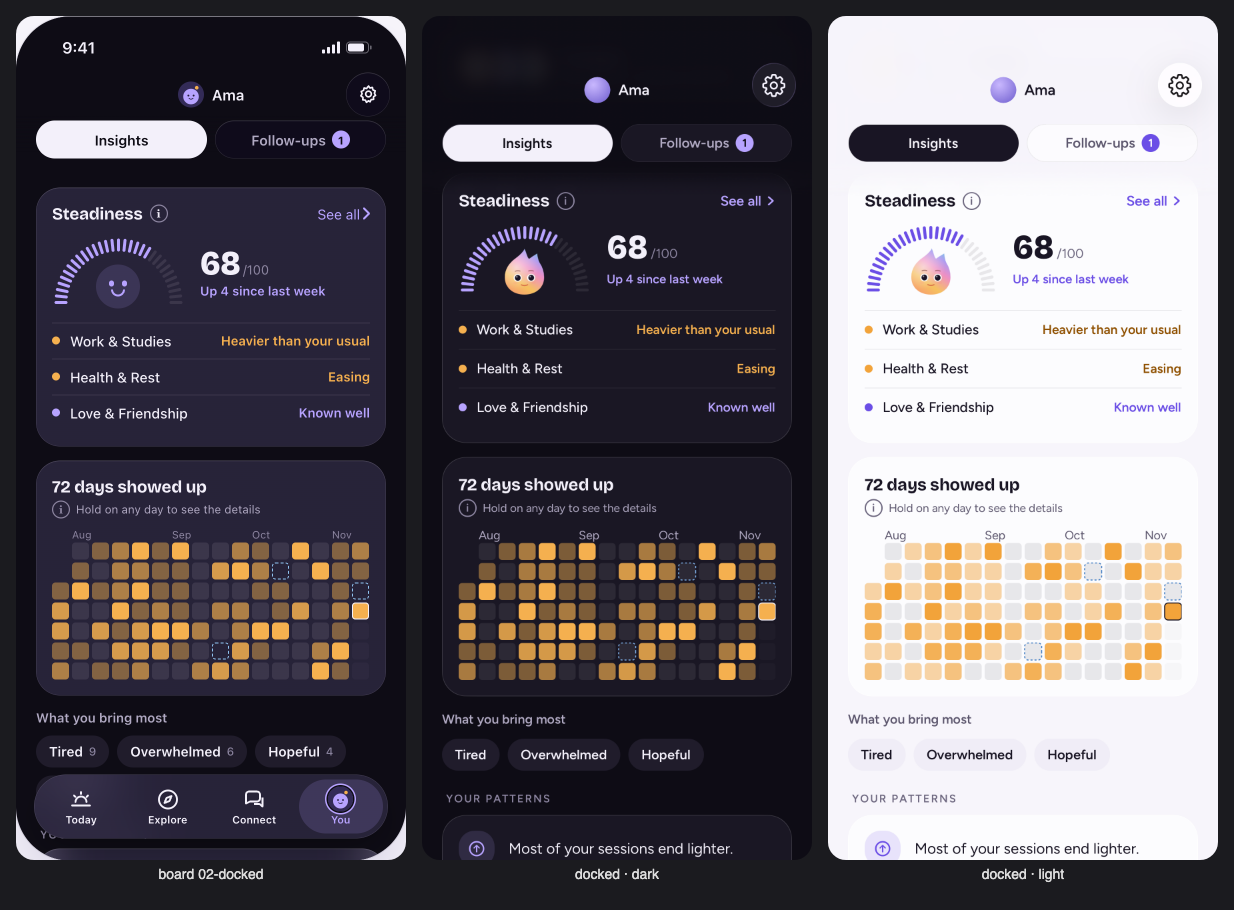 9:41
Ama
Insights
Follow-ups 1
Steadiness
See all
68 /100
Up 4 since last week
Work & Studies Heavier than your usual
Health & Rest Easing
Love & Friendship Known well
72 days showed up
Hold on any day to see the details
Aug Sep Oct Nov
What you bring most
Tired 9 Overwhelmed 6 Hopeful 4
Today Explore Connect You
board 02-docked
Ama
Insights
Follow-ups 1
Steadiness
See all
68 /100
Up 4 since last week
Work & Studies Heavier than your usual
Health & Rest Easing
Love & Friendship Known well
72 days showed up
Hold on any day to see the details
Aug Sep Oct Nov
What you bring most
Tired Overwhelmed Hopeful
YOUR PATTERNS
Most of your sessions end lighter.
docked · dark
Ama
Insights
Follow-ups 1
Steadiness
See all
68 /100
Up 4 since last week
Work & Studies Heavier than your usual
Health & Rest Easing
Love & Friendship Known well
72 days showed up
Hold on any day to see the details
Aug Sep Oct Nov
What you bring most
Tired Overwhelmed Hopeful
YOUR PATTERNS
Most of your sessions end lighter.
docked · light